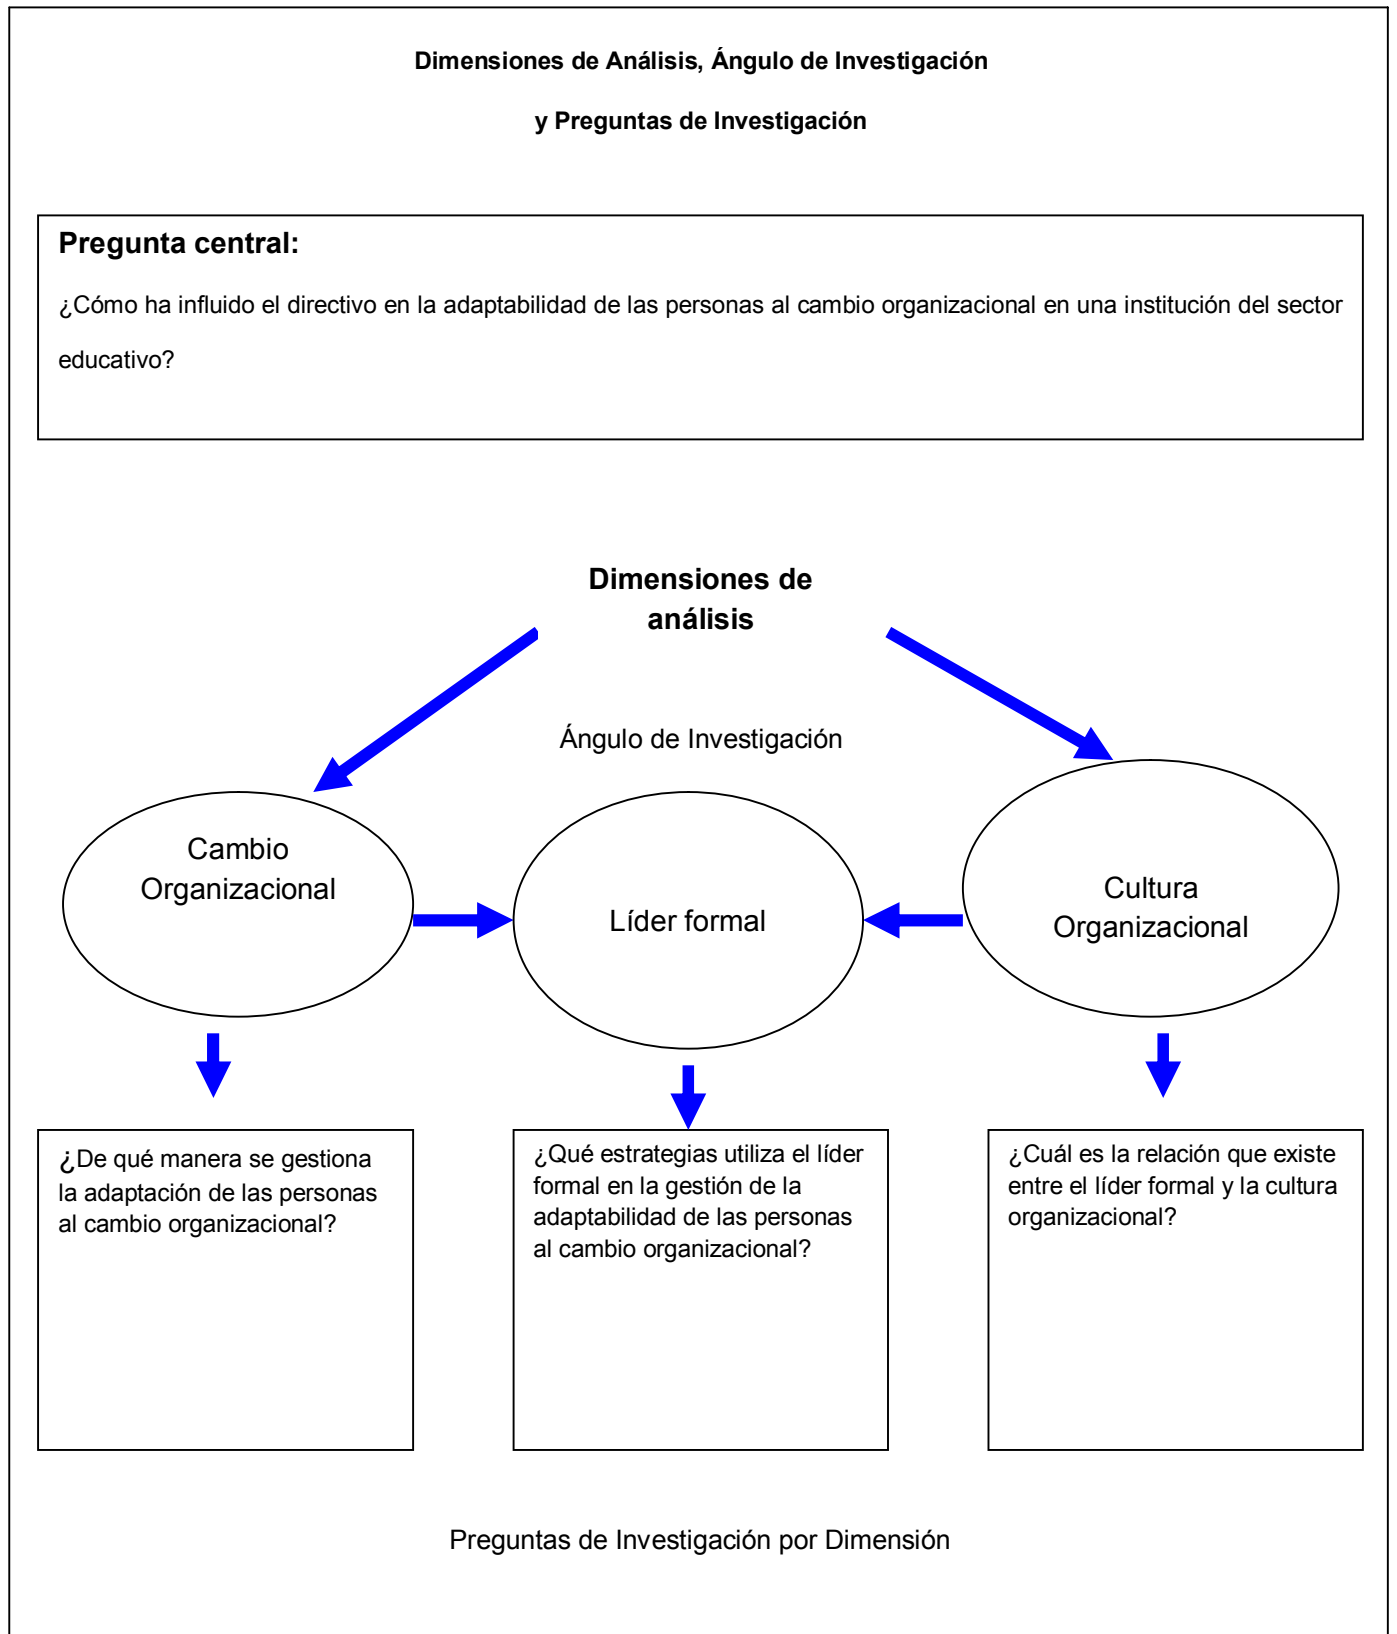 Dimensiones de Análisis, Ángulo de Investigación
y Preguntas de Investigación
Pregunta central:
¿Cómo ha influido el directivo en la adaptabilidad de las personas al cambio organizacional en una institución del sector
educativo?
Dimensiones de
análisis
Ángulo de Investigación
Cambio
Organizacional
Líder formal
Cultura
Organizacional
¿De qué manera se gestiona
la adaptación de las personas
al cambio organizacional?
¿Qué estrategias utiliza el líder
formal en la gestión de la
adaptabilidad de las personas
al cambio organizacional?
¿Cuál es la relación que existe
entre el líder formal y la cultura
organizacional?
Preguntas de Investigación por Dimensión